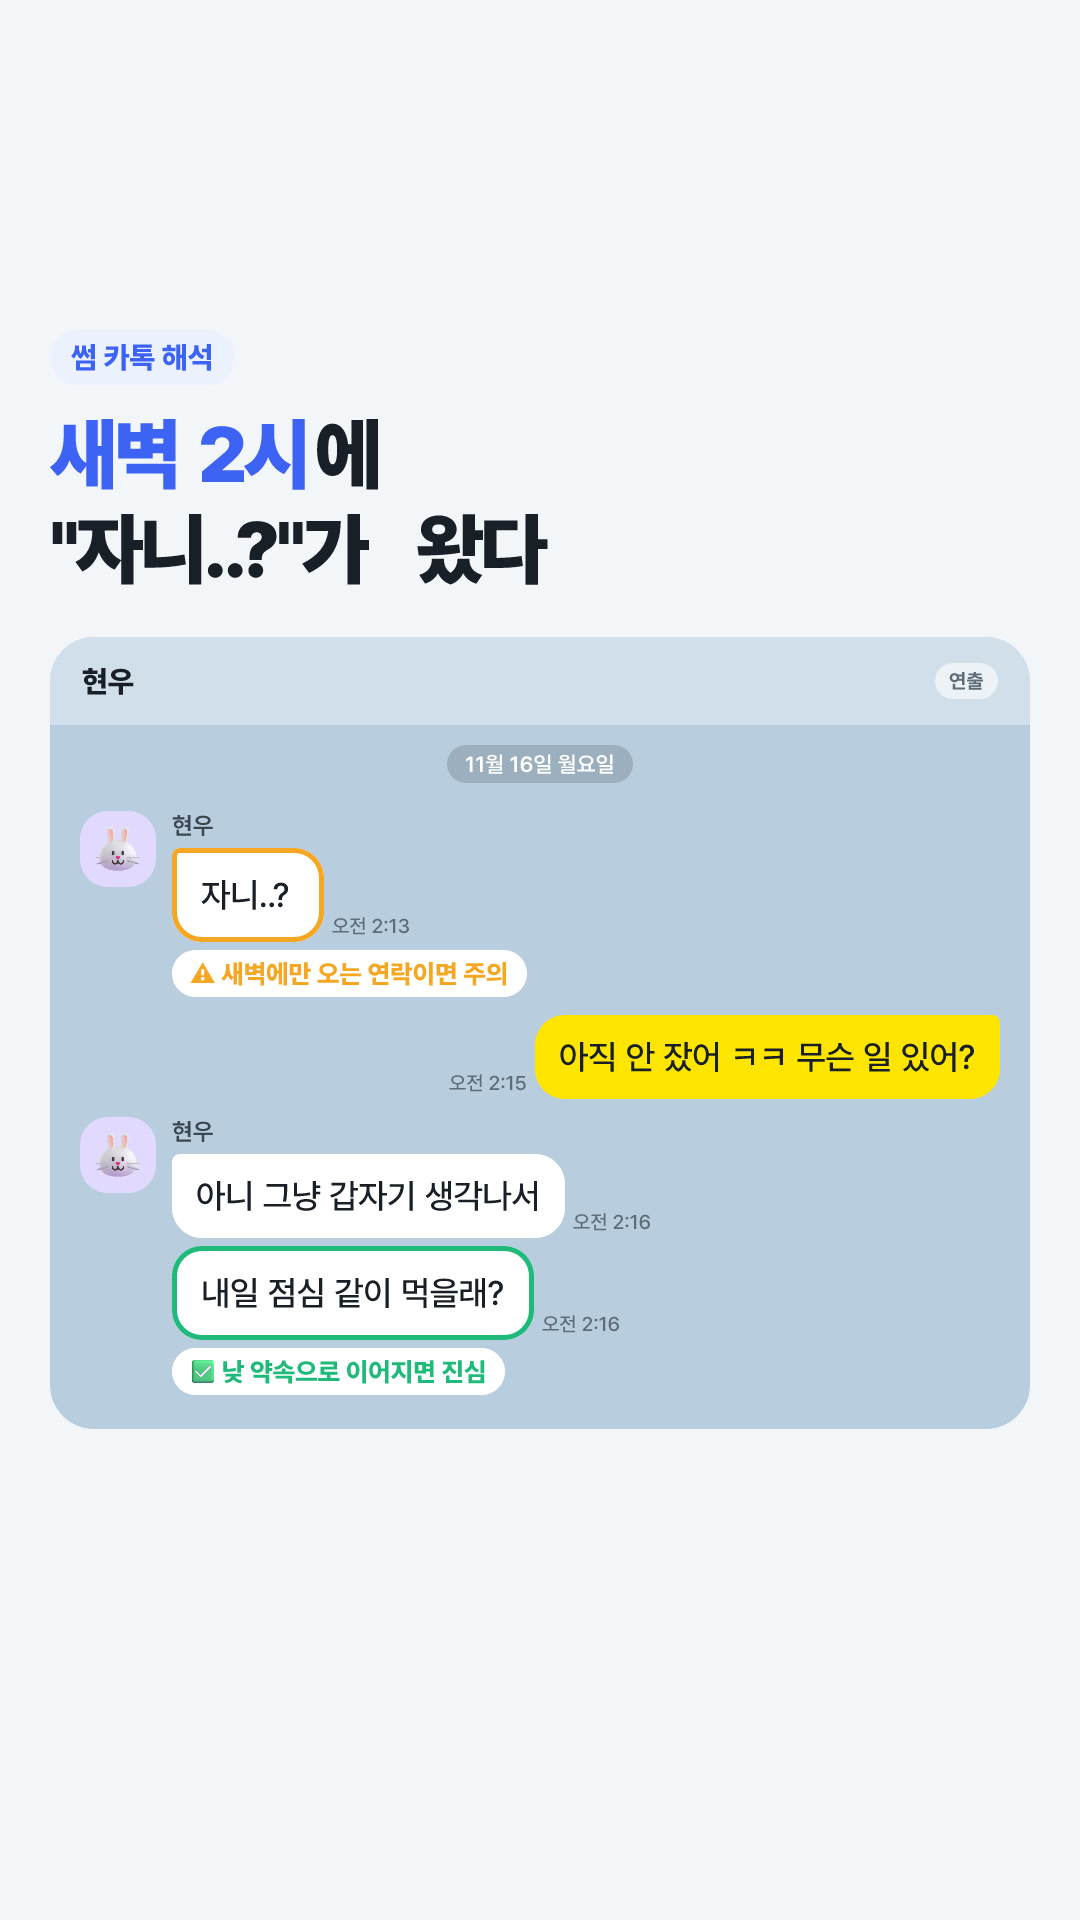 썸 카톡 해석
새벽 2시에
"자니..?"가 왔다
현우
연출
11월 16일 월요일
현우
자니..?
오전 2:13
⚠ 새벽에만 오는 연락이면 주의
아직 안 잤어 ㅋㅋ 무슨 일 있어?
오전 2:15
현우
아니 그냥 갑자기 생각나서
오전 2:16
내일 점심 같이 먹을래?
오전 2:16
✅ 낮 약속으로 이어지면 진심